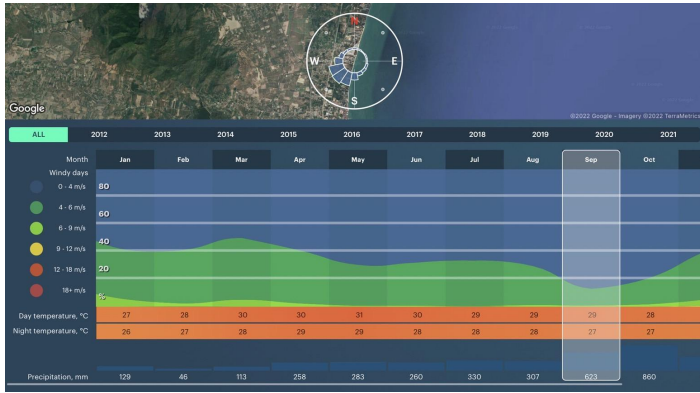 W
E
S
Google
©2022 Google - Imagery ©2022 TerraMetrics
ALL 2012 2013 2014 2015 2016 2017 2018 2019 2020 2021
Month Jan Feb Mar Apr May Jun Jul Aug Sep Oct
Windy days
0 - 4 m/s 80
4 - 6 m/s
60
6 - 9 m/s
40
9 - 12 m/s
20
12 - 18 m/s
18+ m/s
%
Day temperature, °C 27 28 30 30 31 30 29 29 29 28
Night temperature, °C 26 27 28 29 29 28 28 28 27 27
Precipitation, mm 129 46 113 258 283 260 330 307 623 860